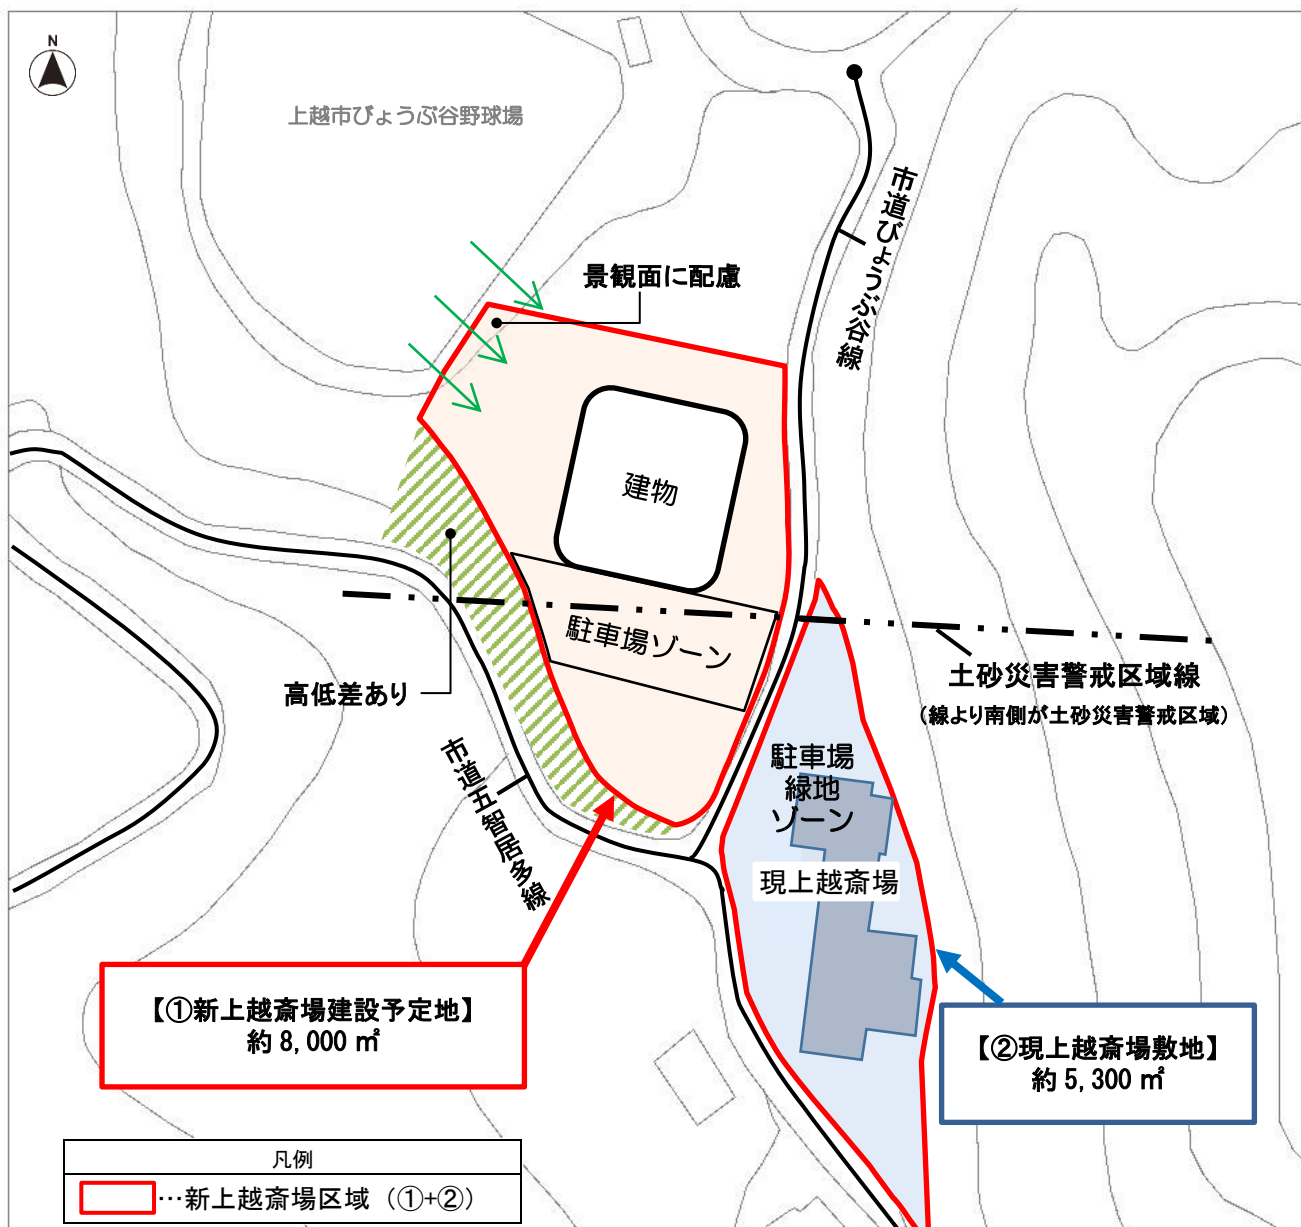 N
上越市びょうぶ谷野球場
市道びょうぶ谷線
景観面に配慮
建物
駐車場ゾーン
土砂災害警戒区域線
（線より南側が土砂災害警戒区域）
高低差あり
市道五智居多線
駐車場
緑地
ゾーン
現上越斎場
【①新上越斎場建設予定地】
約 8,000 ㎡
【②現上越斎場敷地】
約 5,300 ㎡
凡例
…新上越斎場区域（①+②）